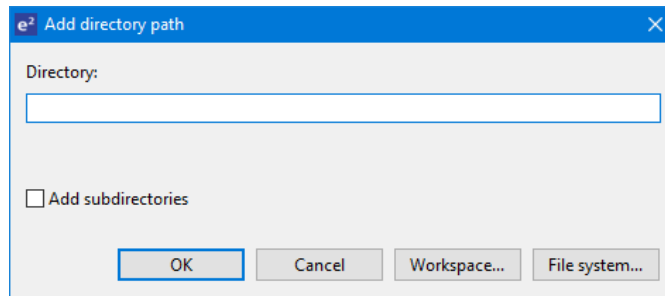 e² Add directory path
Directory:
Add subdirectories
OK Cancel Workspace... File system...